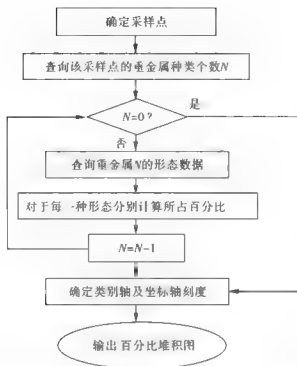 确定采样点
查询该采样点的重金属种类个数N
N=0?
是
否
查询重金属N的形态数据
对于每一种形态分别计算所占百分比
N=N-1
确定类别轴及坐标轴刻度
输出百分比堆积图